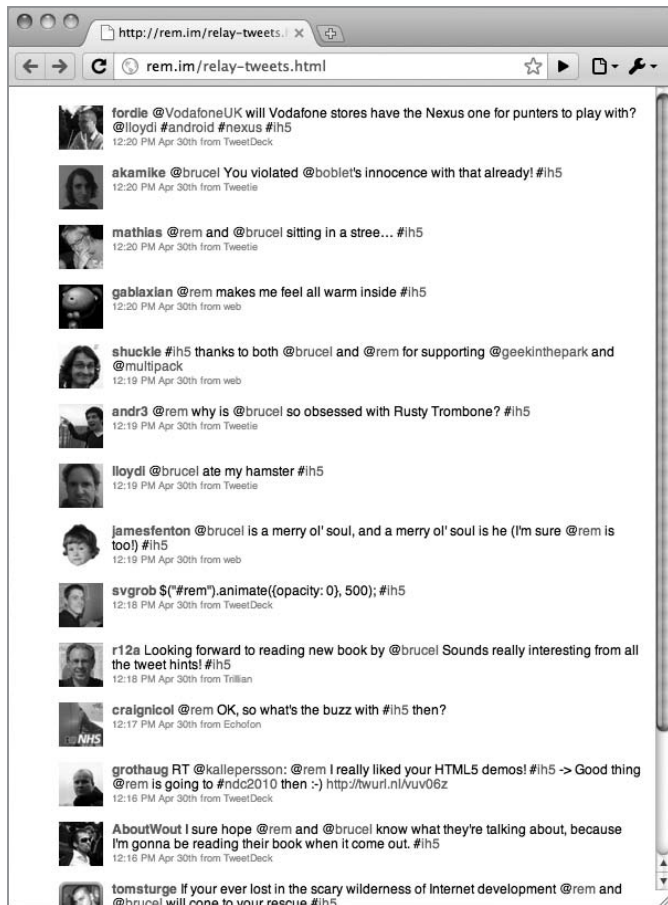 http://rem.im/relay-tweets.
rem.im/relay-tweets.html
fordie @VodafoneUK will Vodafone stores have the Nexus one for punters to play with?
@lloydi #android #nexus #ih5
12:20 PM Apr 30th from TweetDeck
akamike @brucel You violated @boblet's innocence with that already! #ih5
12:20 PM Apr 30th from Tweetie
mathias @rem and @brucel sitting in a stree... #ih5
12:20 PM Apr 30th from Tweetie
gablaxian @rem makes me feel all warm inside #ih5
12:20 PM Apr 30th from web
shuckle #ih5 thanks to both @brucel and @rem for supporting @geekinthepark and
@multipack
12:19 PM Apr 30th from web
andr3 @rem why is @brucel so obsessed with Rusty Trombone? #ih5
12:19 PM Apr 30th from Tweetie
lloydi @brucel ate my hamster #ih5
12:19 PM Apr 30th from Tweetie
jamesfenton @brucel is a merry ol' soul, and a merry ol' soul is he (I'm sure @rem is
too!) #ih5
12:19 PM Apr 30th from web
svgrob $("#rem").animate({opacity: 0}, 500); #ih5
12:18 PM Apr 30th from TweetDeck
r12a Looking forward to reading new book by @brucel Sounds really interesting from all
the tweet hints! #ih5
12:18 PM Apr 30th from Trillian
craignicol @rem OK, so what's the buzz with #ih5 then?
12:17 PM Apr 30th from Echofon
NHS
grothaug RT @kallepersson: @rem I really liked your HTML5 demos! #ih5 -> Good thing
@rem is going to #ndc2010 then :-) http://twurl.nl/vuv06z
12:16 PM Apr 30th from TweetDeck
AboutWout I sure hope @rem and @brucel know what they're talking about, because
I'm gonna be reading their book when it come out. #ih5
12:16 PM Apr 30th from TweetDeck
tomsturge If your ever lost in the scary wilderness of Internet development @rem and
@brucel will cone to your rescue #ih5